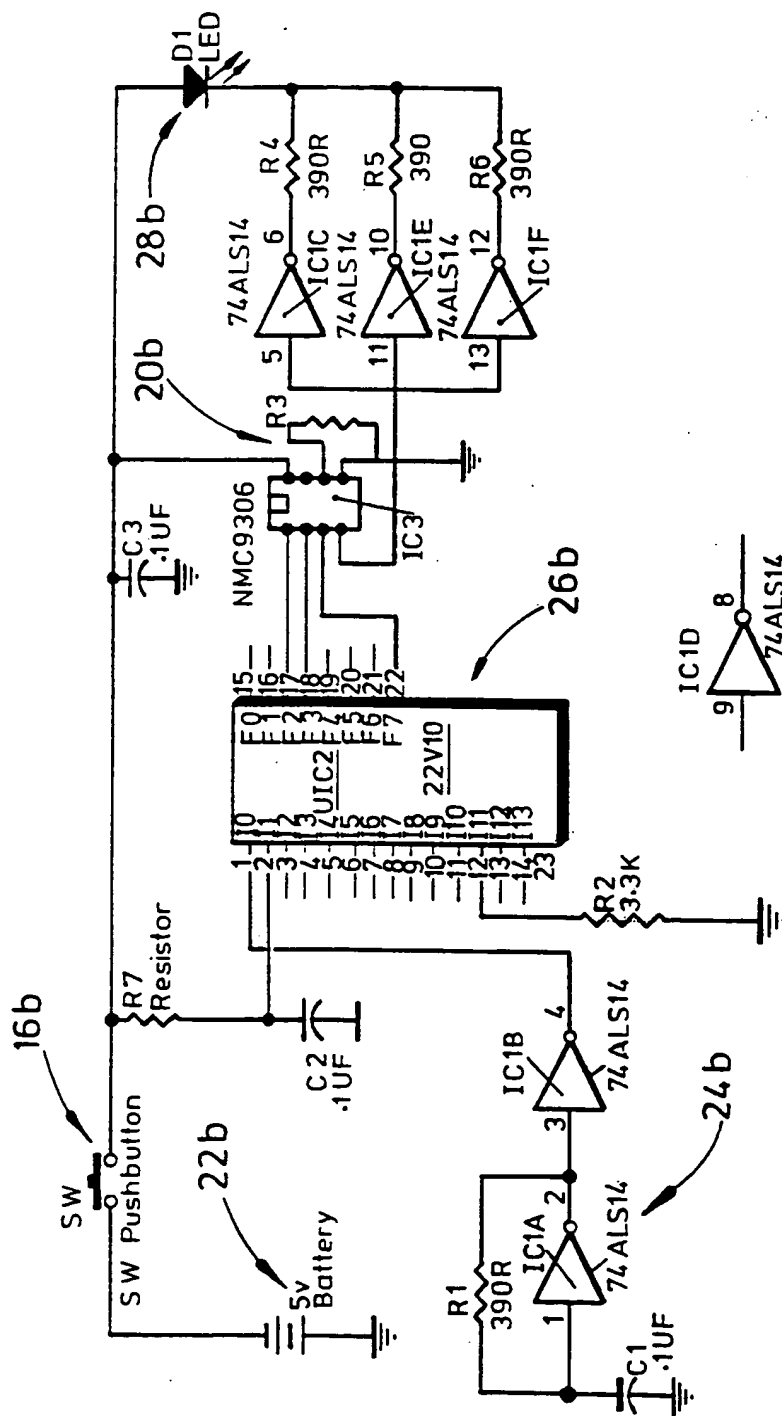 16b
SW
SW Pushbutton
22b
5v
Battery
R7
Resistor
C2
.1UF
C3
.1UF
28b
D1
LED
20b
NMC9306
R3
IC3
74ALS14
5
6
IC1C
R4
390R
74ALS14
11
10
IC1E
R5
390
74ALS14
13
12
IC1F
R6
390R
26b
UIC2
22V10
1 I0
2 I1
3 I2
4 I3
5 I4
6 I5
7 I6
8 I7
9 I8
10 I9
11 I10
I2 I11
13 I12
14 I13
23
F0 15
F1 16
F2 17
F3 18
F4 19
F5 20
F6 21
F7 22
R2
3.3K
R1
390R
1
2
IC1A
74ALS14
C1
.1UF
3
4
IC1B
74ALS14
24b
IC1D
9
8
74ALS14